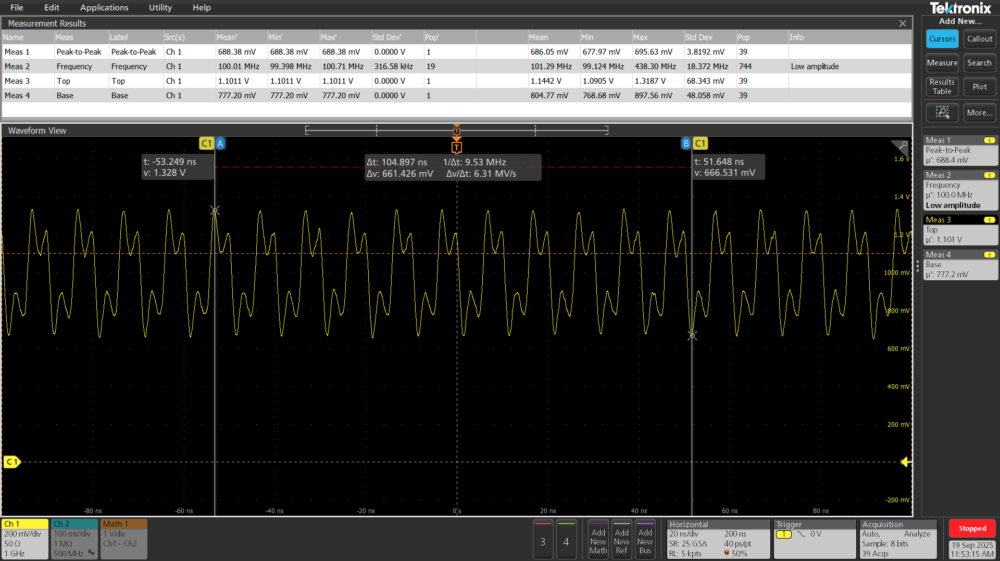 File Edit Applications Utility Help
Tektronix
Add New...
Measurement Results
Name Meas Label Src(s) Mean' Min' Max' Std Dev' Pop' Mean Min Max Std Dev Pop Info
Meas 1 Peak-to-Peak Peak-to-Peak Ch 1 688.38 mV 688.38 mV 688.38 mV 0.0000 V 1 686.05 mV 677.97 mV 695.63 mV 3.8192 mV 39
Meas 2 Frequency Frequency Ch 1 100.01 MHz 99.398 MHz 100.71 MHz 316.58 kHz 19 101.29 MHz 99.124 MHz 438.30 MHz 18.372 MHz 744 Low amplitude
Meas 3 Top Top Ch 1 1.1011 V 1.1011 V 1.1011 V 0.0000 V 1 1.1442 V 1.0905 V 1.3187 V 68.343 mV 39
Meas 4 Base Base Ch 1 777.20 mV 777.20 mV 777.20 mV 0.0000 V 1 804.77 mV 768.68 mV 897.56 mV 48.058 mV 39
Cursors Callout
Measure Search
Results
Table
Plot
More...
Waveform View
T
C1 A
T
B C1
t: -53.249 ns
v: 1.328 V
Δt: 104.897 ns 1/Δt: 9.53 MHz
Δv: 661.426 mV Δv/Δt: 6.31 MV/s
t: 51.648 ns
v: 666.531 mV
1.6 V
1.4 V
1.2 V
1000 mV
800 mV
600 mV
400 mV
200 mV
-200 mV
C 1
-80 ns -60 ns -40 ns -20 ns 0 s 20 ns 40 ns 60 ns 80 ns
Meas 1 1
Peak-to-Peak
µ': 688.4 mV
Meas 2 1
Frequency
µ': 100.0 MHz
Low amplitude
Meas 3 1
Top
µ': 1.101 V
Meas 4 1
Base
µ': 777.2 mV
Ch 1
200 mV/div
50 Ω
1 GHz
Ch 2
100 mV/div
1 MΩ
500 MHz Bw
Math 1
1 V/div
Ch1 - Ch2
3
4
Add
New
Math
Add
New
Ref
Add
New
Bus
Horizontal
20 ns/div 200 ns
SR: 25 GS/s 40 ps/pt
RL: 5 kpts T 50%
Trigger
1 0 V
Acquisition
Auto, Analyze
Sample: 8 bits
39 Acqs
Stopped
19 Sep 2025
11:53:15 AM